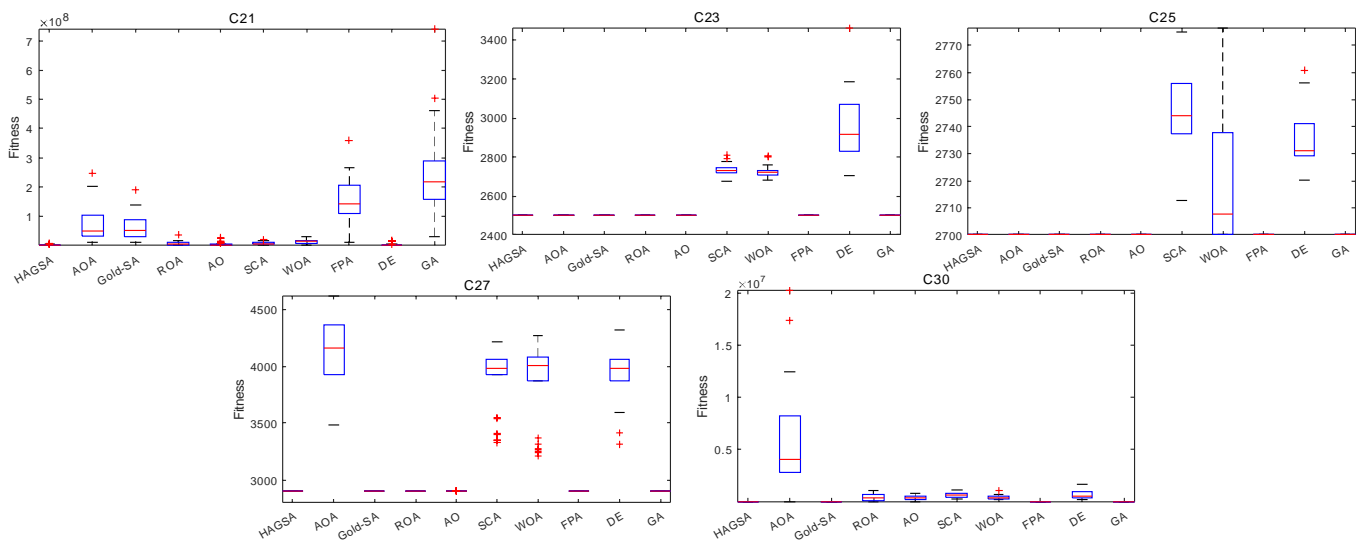 C21
×10⁸
7
6
5
4
3
2
1
Fitness
HAGSA AOA Gold-SA ROA AO SCA WOA FPA DE GA
C23
3400
3200
3000
2800
2600
2400
Fitness
HAGSA AOA Gold-SA ROA AO SCA WOA FPA DE GA
C25
2770
2760
2750
2740
2730
2720
2710
2700
Fitness
HAGSA AOA Gold-SA ROA AO SCA WOA FPA DE GA
C27
4500
4000
3500
3000
Fitness
HAGSA AOA Gold-SA ROA AO SCA WOA FPA DE GA
C30
×10⁷
2
1.5
1
0.5
Fitness
HAGSA AOA Gold-SA ROA AO SCA WOA FPA DE GA